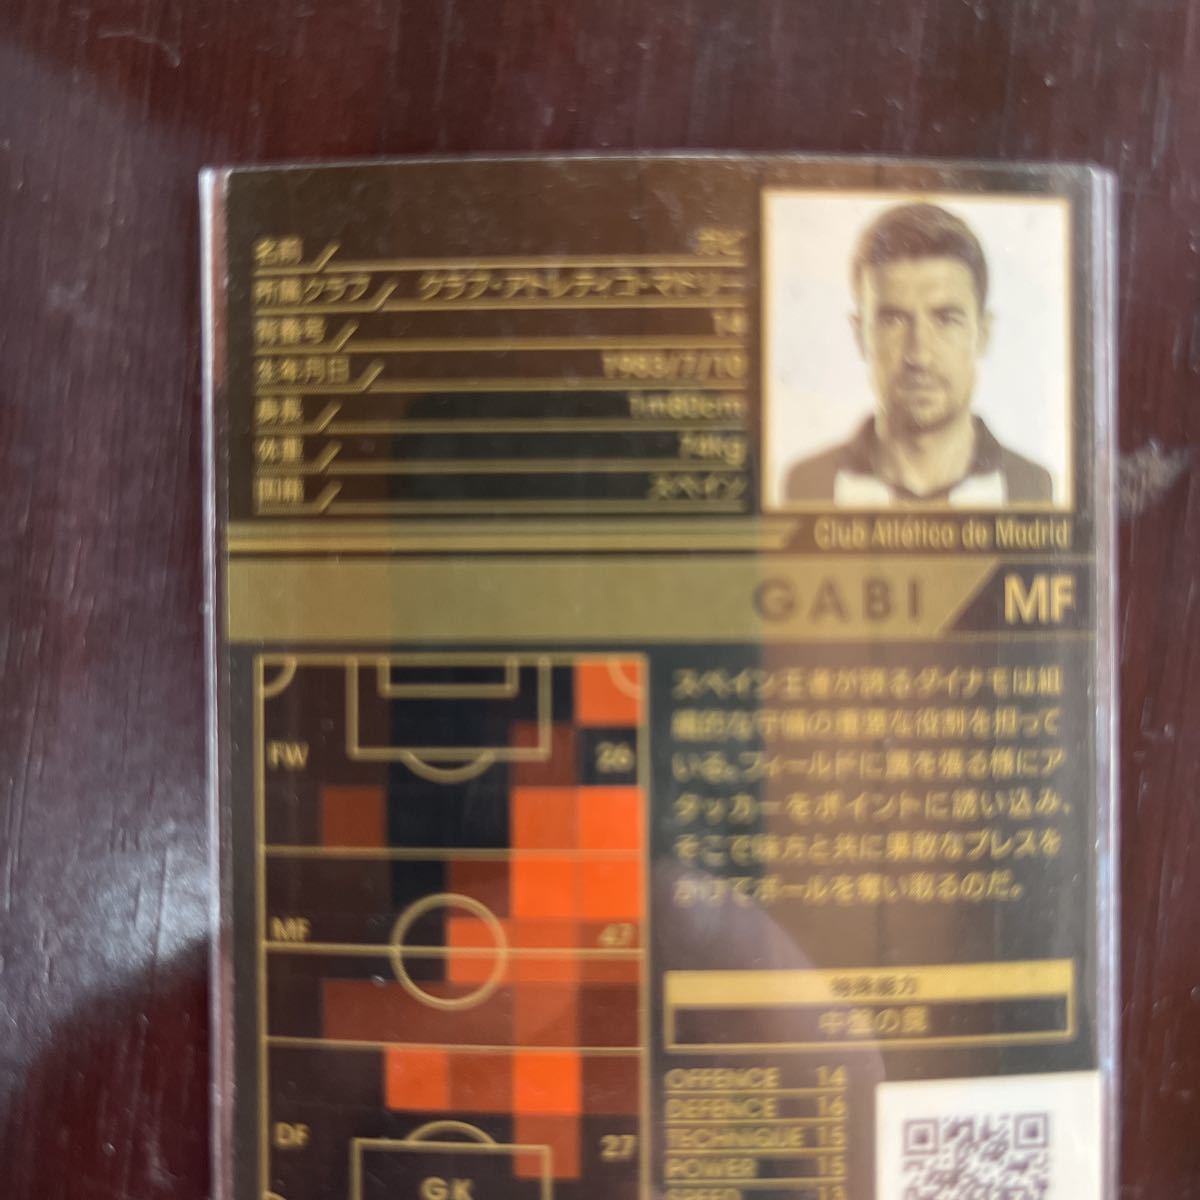 名前 ガビ
所属クラブ クラブ・アトレティコ・マドリー
背番号 14
生年月日 1983/7/10
身長 1m80cm
体重 74kg
国籍 スペイン
Club Atlético de Madrid
GABI MF
スペイン王者が誇るダイナモは組
織的な守備の重要な役割を担って
いる。フィールドに罠を張る様にア
タッカーをポイントに誘い込み、
そこで味方と共に果敢なプレスを
かけてボールを奪い取るのだ。
FW 26
MF 47
DF 27
GK
特殊能力
中盤の罠
OFFENCE 14
DEFENCE 16
TECHNIQUE 15
POWER 15
SPEED 13